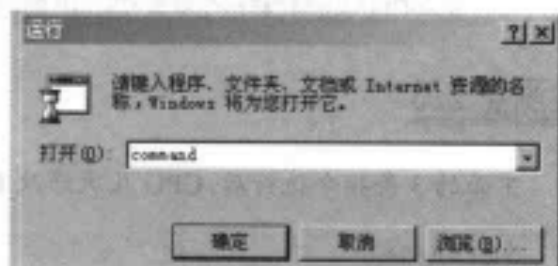 运行
请键入程序、文件夹、文档或 Internet 资源的名
称，Windows 将为您打开它。
打开(O):
command
确定
取消
浏览(B)...